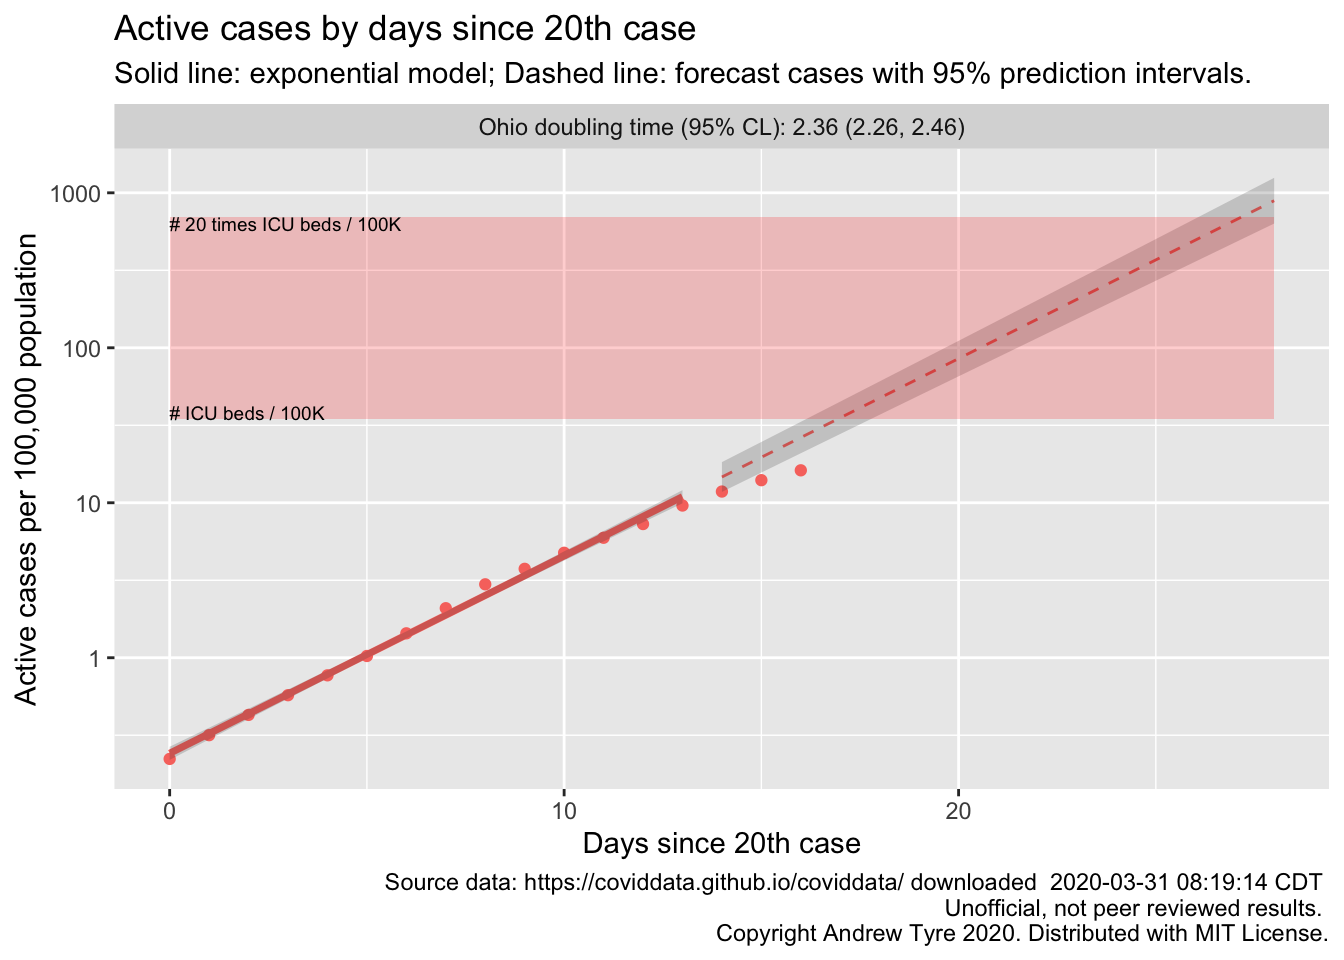 Active cases by days since 20th case
Solid line: exponential model; Dashed line: forecast cases with 95% prediction intervals.
Ohio doubling time (95% CL): 2.36 (2.26, 2.46)
Active cases per 100,000 population
1000
100
10
1
# 20 times ICU beds / 100K
# ICU beds / 100K
0
10
20
Days since 20th case
Source data: https://coviddata.github.io/coviddata/ downloaded  2020-03-31 08:19:14 CDT
Unofficial, not peer reviewed results.
Copyright Andrew Tyre 2020. Distributed with MIT License.